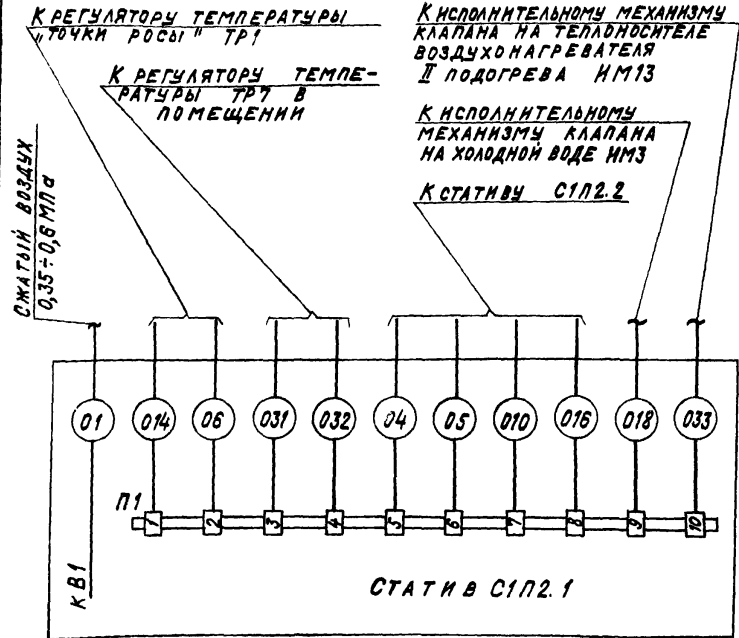 К РЕГУЛЯТОРУ ТЕМПЕРАТУРЫ
"ТОЧКИ РОСЫ" ТР1
К РЕГУЛЯТОРУ ТЕМПЕ-
РАТУРЫ ТР7 В
ПОМЕЩЕНИИ
К ИСПОЛНИТЕЛЬНОМУ МЕХАНИЗМУ
КЛАПАНА НА ТЕПЛОНОСИТЕЛЕ
ВОЗДУХОНАГРЕВАТЕЛЯ
II ПОДОГРЕВА ИМ13
К ИСПОЛНИТЕЛЬНОМУ
МЕХАНИЗМУ КЛАПАНА
НА ХОЛОДНОЙ ВОДЕ ИМ3
К СТАТИВУ С1П2.2
СЖАТЫЙ ВОЗДУХ
0,35÷0,6 МПа
01 014 06 031 032 04 05 010 016 018 033
П1
1 2 3 4 5 6 7 8 9 10
К В1
СТАТИВ С1П2.1